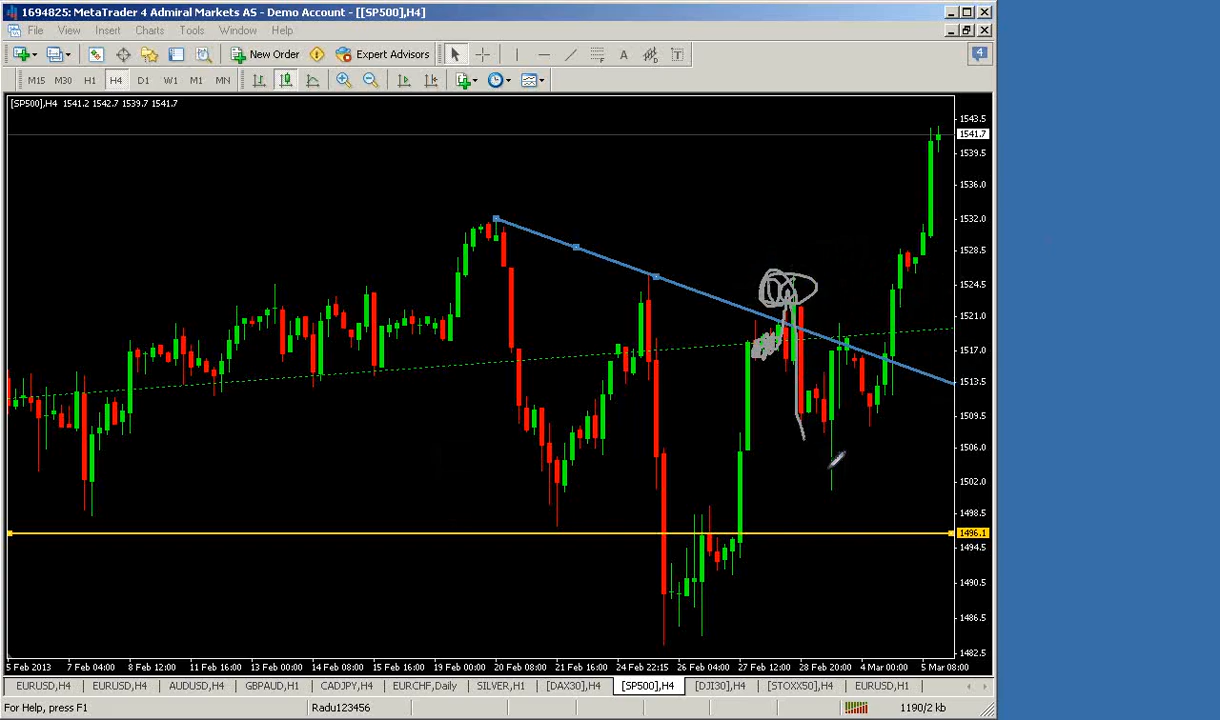 1694825: MetaTrader 4 Admiral Markets AS - Demo Account - [[SP500],H4]
File View Insert Charts Tools Window Help
New Order Expert Advisors A T 4
M15 M30 H1 H4 D1 W1 M1 MN
[SP500],H4 1541.2 1542.7 1539.7 1541.7
1543.5
1541.7
1539.5
1536.0
1532.0
1528.5
1524.5
1521.0
1517.0
1513.5
1509.5
1506.0
1502.0
1498.5
1496.1
1494.5
1490.5
1486.5
1482.5
5 Feb 2013 7 Feb 04:00 8 Feb 12:00 11 Feb 16:00 13 Feb 00:00 14 Feb 08:00 15 Feb 16:00 19 Feb 00:00 20 Feb 08:00 21 Feb 16:00 24 Feb 22:15 26 Feb 04:00 27 Feb 12:00 28 Feb 20:00 4 Mar 00:00 5 Mar 08:00
EURUSD,H4 EURUSD,H4 AUDUSD,H4 GBPAUD,H1 CADJPY,H4 EURCHF,Daily SILVER,H1 [DAX30],H4 [SP500],H4 [DJI30],H4 [STOXX50],H4 EURUSD,H1
For Help, press F1 Radu123456 1190/2 kb